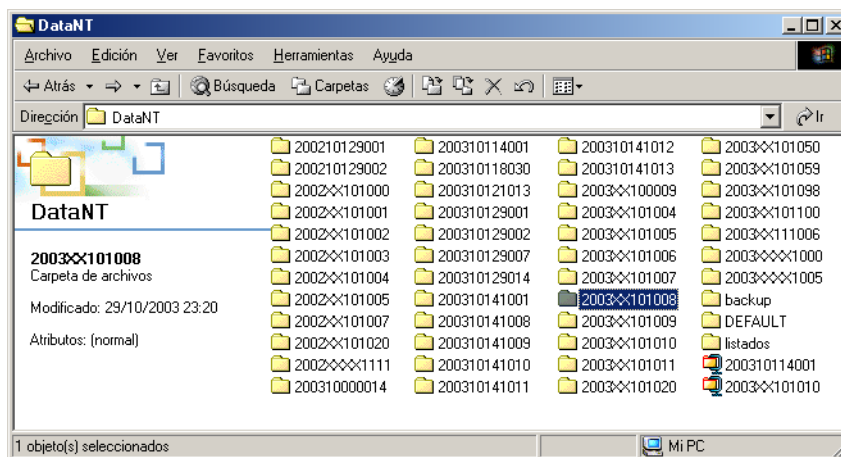 DataNT
Archivo Edición Ver Favoritos Herramientas Ayuda
Atrás Búsqueda Carpetas
Dirección DataNT Ir
DataNT
2003XX101008
Carpeta de archivos
Modificado: 29/10/2003 23:20
Atributos: (normal)
200210129001 200310114001 200310141012 2003XX101050
200210129002 200310118030 200310141013 2003XX101059
2002XX101000 200310121013 2003XX100009 2003XX101098
2002XX101001 200310129001 2003XX101004 2003XX101100
2002XX101002 200310129002 2003XX101005 2003XX111006
2002XX101003 200310129007 2003XX101006 2003XXXX1000
2002XX101004 200310129014 2003XX101007 2003XXXX1005
2002XX101005 200310141001 2003XX101008 backup
2002XX101007 200310141008 2003XX101009 DEFAULT
2002XX101020 200310141009 2003XX101010 listados
2002XXXX1111 200310141010 2003XX101011 200310114001
200310000014 200310141011 2003XX101020 2003XX101010
1 objeto(s) seleccionados Mi PC